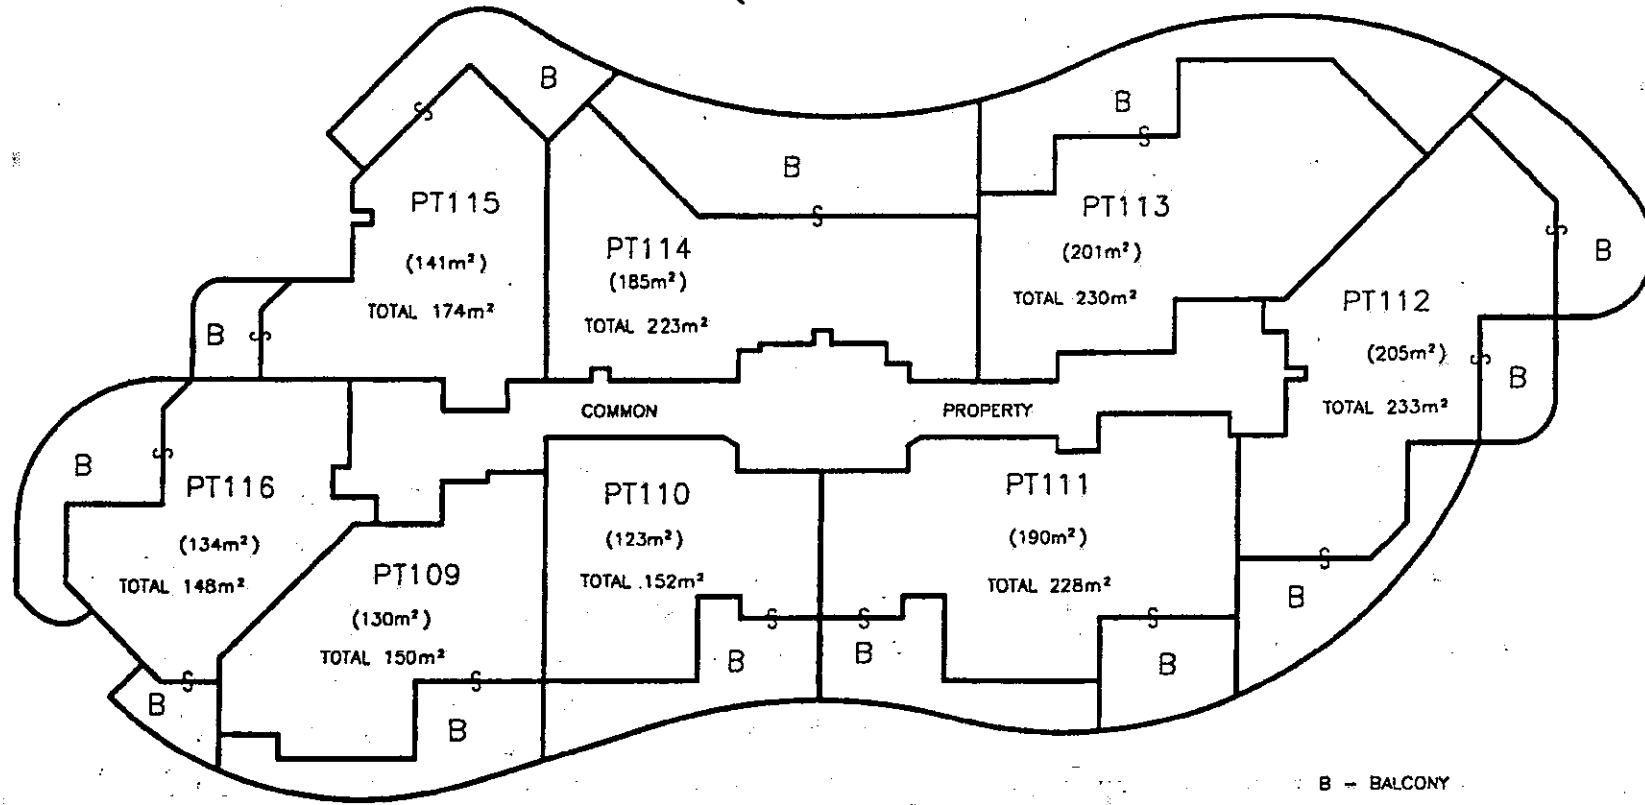 B
B
B
PT115
(141m²)
TOTAL 174m²
PT114
(185m²)
TOTAL 223m²
PT113
(201m²)
TOTAL 230m²
PT112
(205m²)
TOTAL 233m²
B
B
B
COMMON PROPERTY
B
PT116
(134m²)
TOTAL 148m²
PT109
(130m²)
TOTAL 150m²
PT110
(123m²)
TOTAL 152m²
PT111
(190m²)
TOTAL 228m²
B
B
B
B
B
B
S
S
S
S
S
S
S
S
S
S
S
S
S
B - BALCONY